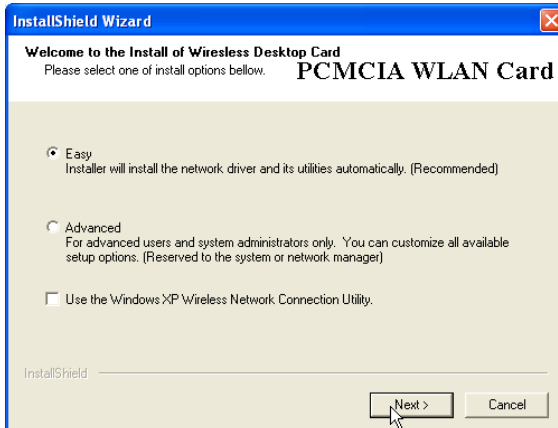 InstallShield Wizard
Welcome to the Install of Wiresless Desktop Card
Please select one of install options bellow.
PCMCIA WLAN Card
Easy
Installer will install the network driver and its utilities automatically. (Recommended)
Advanced
For advanced users and system administrators only. You can customize all available
setup options. (Reserved to the system or network manager)
Use the Windows XP Wireless Network Connection Utility.
InstallShield
Next >
Cancel